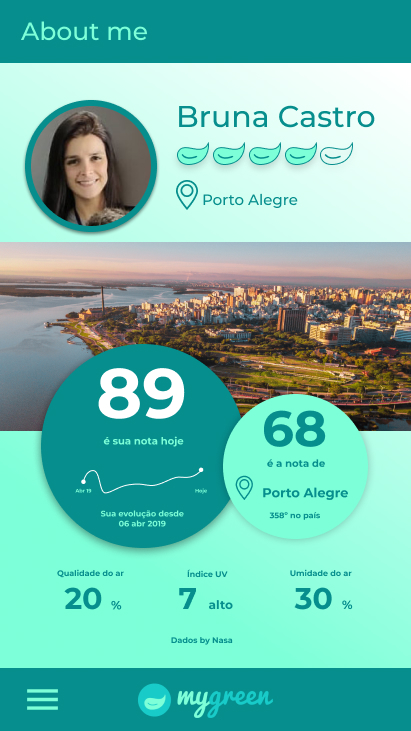 About me
Bruna Castro
Porto Alegre
89
é sua nota hoje
Abr 19
Hoje
Sua evolução desde
06 abr 2019
68
é a nota de
Porto Alegre
358º no país
Qualidade do ar
20 %
Índice UV
7 alto
Umidade do ar
30 %
Dados by Nasa
mygreen